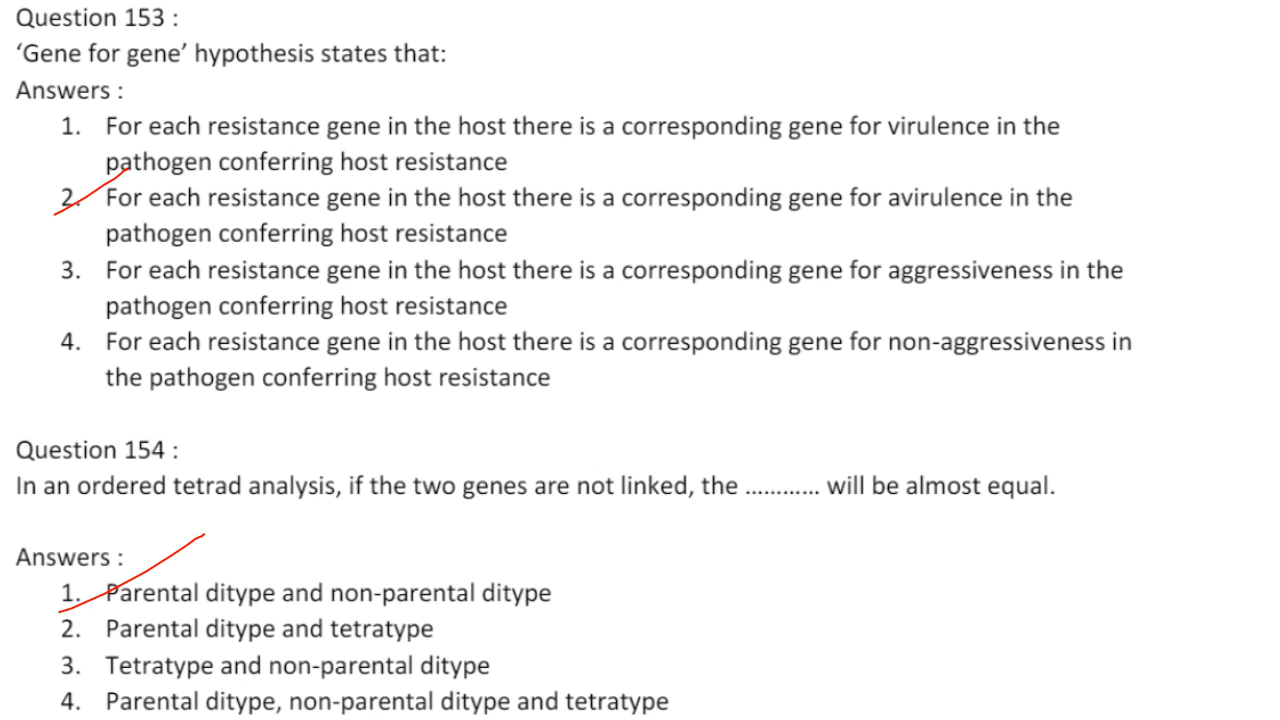 Question 153 :
‘Gene for gene’ hypothesis states that:
Answers :
1. For each resistance gene in the host there is a corresponding gene for virulence in the
pathogen conferring host resistance
2. For each resistance gene in the host there is a corresponding gene for avirulence in the
pathogen conferring host resistance
3. For each resistance gene in the host there is a corresponding gene for aggressiveness in the
pathogen conferring host resistance
4. For each resistance gene in the host there is a corresponding gene for non-aggressiveness in
the pathogen conferring host resistance
Question 154 :
In an ordered tetrad analysis, if the two genes are not linked, the ............ will be almost equal.
Answers :
1. Parental ditype and non-parental ditype
2. Parental ditype and tetratype
3. Tetratype and non-parental ditype
4. Parental ditype, non-parental ditype and tetratype